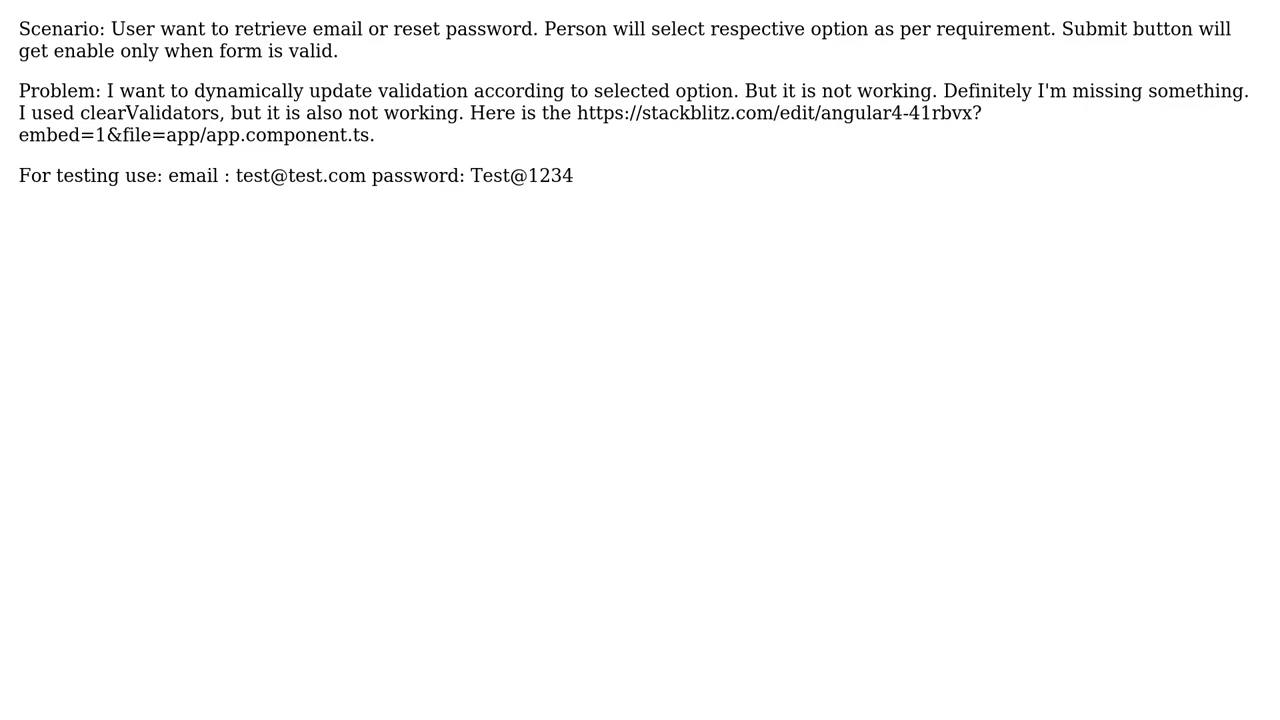 Scenario: User want to retrieve email or reset password. Person will select respective option as per requirement. Submit button will
get enable only when form is valid.
Problem: I want to dynamically update validation according to selected option. But it is not working. Definitely I'm missing something.
I used clearValidators, but it is also not working. Here is the https://stackblitz.com/edit/angular4-41rbvx?
embed=1&file=app/app.component.ts.
For testing use: email : test@test.com password: Test@1234